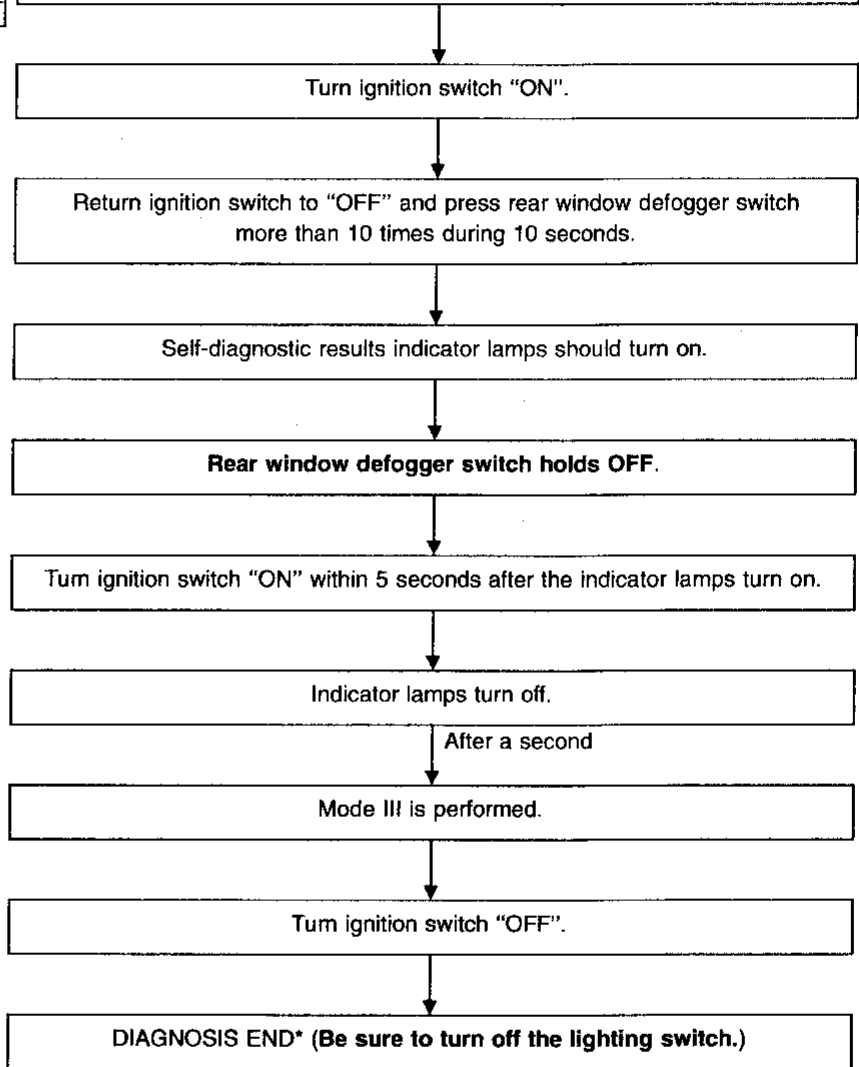 Turn ignition switch “ON”.
Return ignition switch to “OFF” and press rear window defogger switch
more than 10 times during 10 seconds.
Self-diagnostic results indicator lamps should turn on.
Rear window defogger switch holds OFF.
Turn ignition switch “ON” within 5 seconds after the indicator lamps turn on.
Indicator lamps turn off.
After a second
Mode III is performed.
Turn ignition switch “OFF”.
DIAGNOSIS END* (Be sure to turn off the lighting switch.)